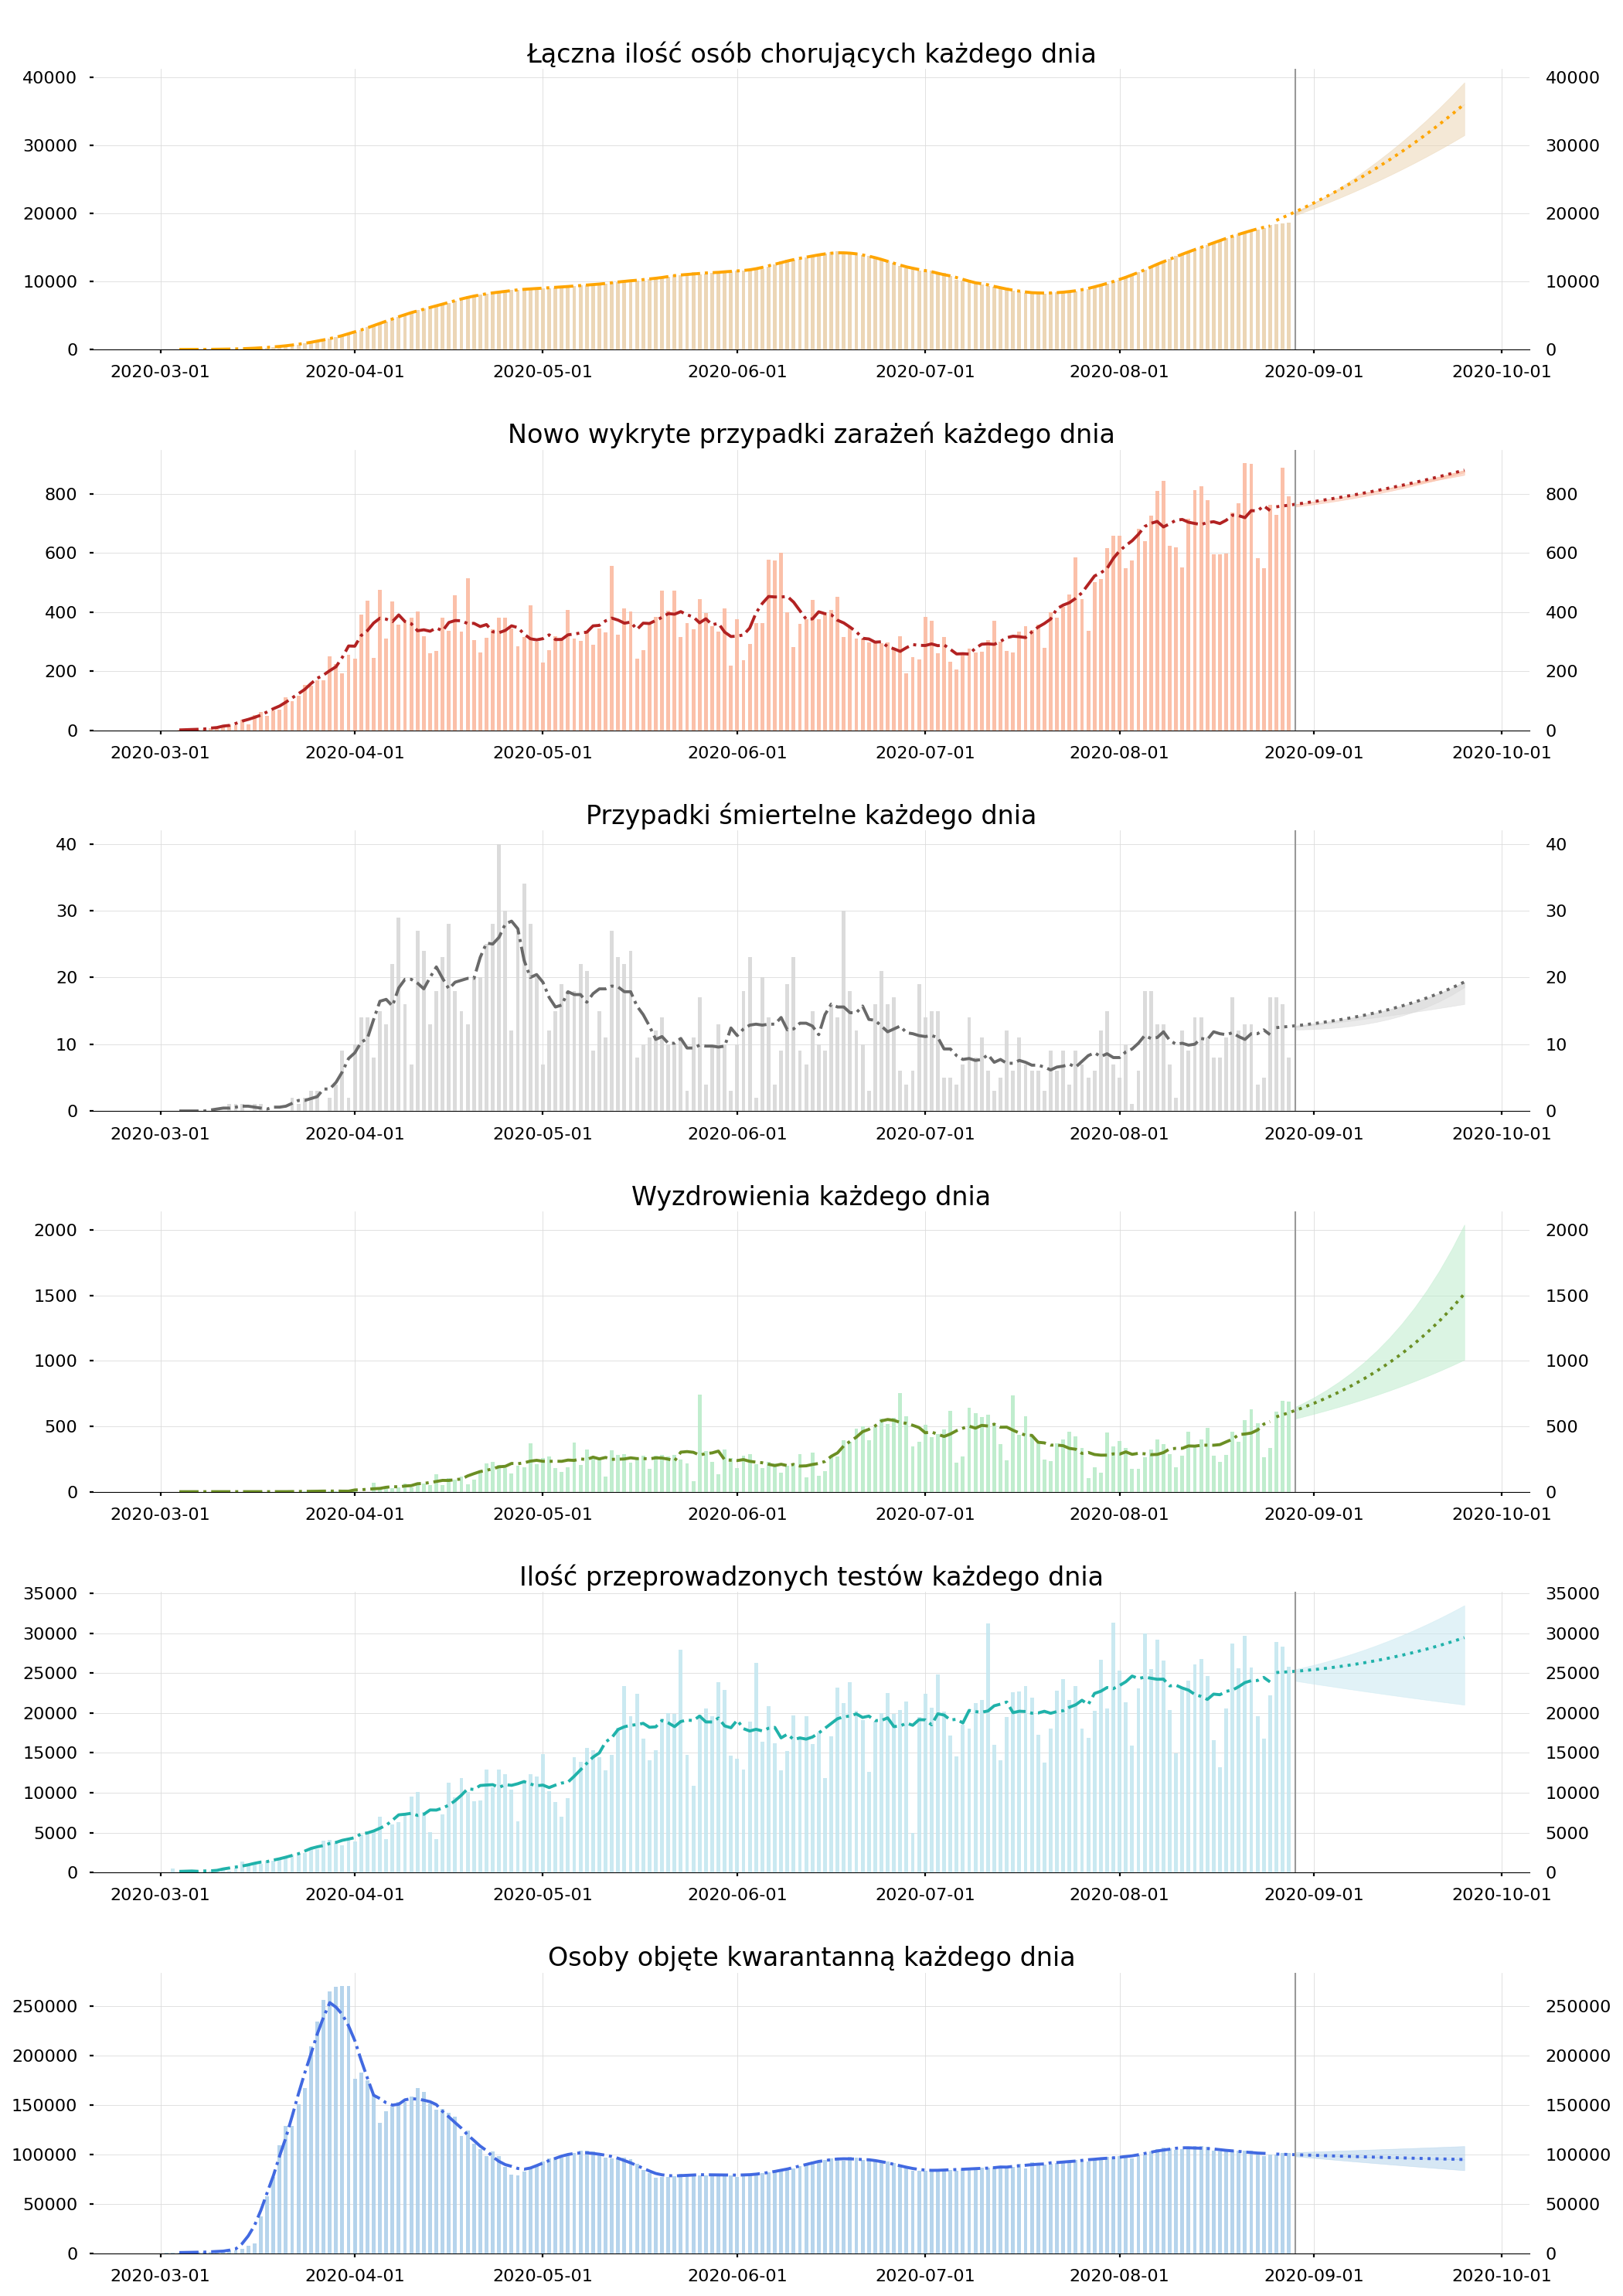 Łączna ilość osób chorujących każdego dnia
40000 40000
30000 30000
20000 20000
10000 10000
0 0
2020-03-01 2020-04-01 2020-05-01 2020-06-01 2020-07-01 2020-08-01 2020-09-01 2020-10-01
Nowo wykryte przypadki zarażeń każdego dnia
800 800
600 600
400 400
200 200
0 0
2020-03-01 2020-04-01 2020-05-01 2020-06-01 2020-07-01 2020-08-01 2020-09-01 2020-10-01
Przypadki śmiertelne każdego dnia
40 40
30 30
20 20
10 10
0 0
2020-03-01 2020-04-01 2020-05-01 2020-06-01 2020-07-01 2020-08-01 2020-09-01 2020-10-01
Wyzdrowienia każdego dnia
2000 2000
1500 1500
1000 1000
500 500
0 0
2020-03-01 2020-04-01 2020-05-01 2020-06-01 2020-07-01 2020-08-01 2020-09-01 2020-10-01
Ilość przeprowadzonych testów każdego dnia
35000 35000
30000 30000
25000 25000
20000 20000
15000 15000
10000 10000
5000 5000
0 0
2020-03-01 2020-04-01 2020-05-01 2020-06-01 2020-07-01 2020-08-01 2020-09-01 2020-10-01
Osoby objęte kwarantanną każdego dnia
250000 250000
200000 200000
150000 150000
100000 100000
50000 50000
0 0
2020-03-01 2020-04-01 2020-05-01 2020-06-01 2020-07-01 2020-08-01 2020-09-01 2020-10-01